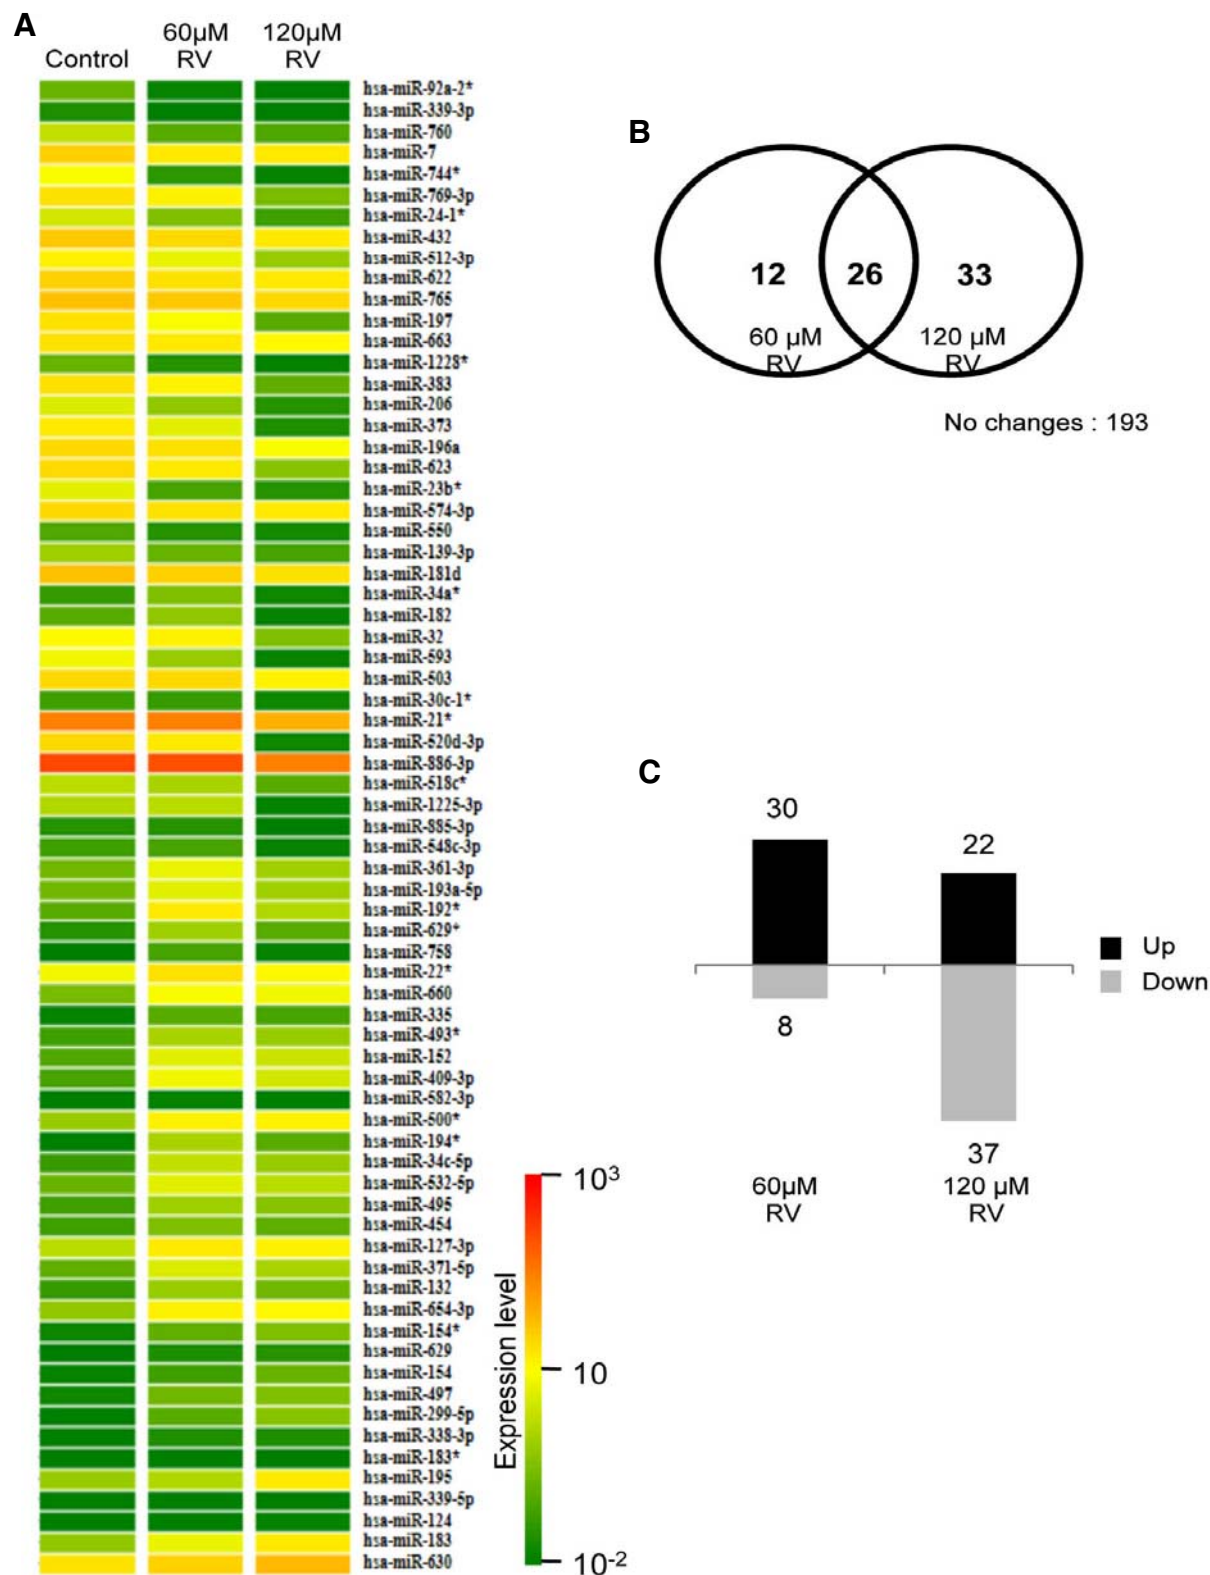 A
Control
60µM
RV
120µM
RV
hsa-miR-92a-2*
hsa-miR-339-3p
hsa-miR-760
hsa-miR-7
hsa-miR-744*
hsa-miR-769-3p
hsa-miR-24-1*
hsa-miR-432
hsa-miR-512-3p
hsa-miR-622
hsa-miR-765
hsa-miR-197
hsa-miR-663
hsa-miR-1228*
hsa-miR-383
hsa-miR-206
hsa-miR-373
hsa-miR-196a
hsa-miR-623
hsa-miR-23b*
hsa-miR-574-3p
hsa-miR-550
hsa-miR-139-3p
hsa-miR-181d
hsa-miR-34a*
hsa-miR-182
hsa-miR-32
hsa-miR-593
hsa-miR-503
hsa-miR-30c-1*
hsa-miR-21*
hsa-miR-520d-3p
hsa-miR-886-3p
hsa-miR-518c*
hsa-miR-1225-3p
hsa-miR-885-3p
hsa-miR-548c-3p
hsa-miR-361-3p
hsa-miR-193a-5p
hsa-miR-192*
hsa-miR-629*
hsa-miR-758
hsa-miR-22*
hsa-miR-660
hsa-miR-335
hsa-miR-493*
hsa-miR-152
hsa-miR-409-3p
hsa-miR-582-3p
hsa-miR-500*
hsa-miR-194*
hsa-miR-34c-5p
hsa-miR-532-5p
hsa-miR-495
hsa-miR-454
hsa-miR-127-3p
hsa-miR-371-5p
hsa-miR-132
hsa-miR-654-3p
hsa-miR-154*
hsa-miR-629
hsa-miR-154
hsa-miR-497
hsa-miR-299-5p
hsa-miR-338-3p
hsa-miR-183*
hsa-miR-195
hsa-miR-339-5p
hsa-miR-124
hsa-miR-183
hsa-miR-630
Expression level
10³
10
10⁻²
B
12
26
33
60 µM
RV
120 µM
RV
No changes : 193
C
30
22
8
37
60µM
RV
120 µM
RV
Up
Down